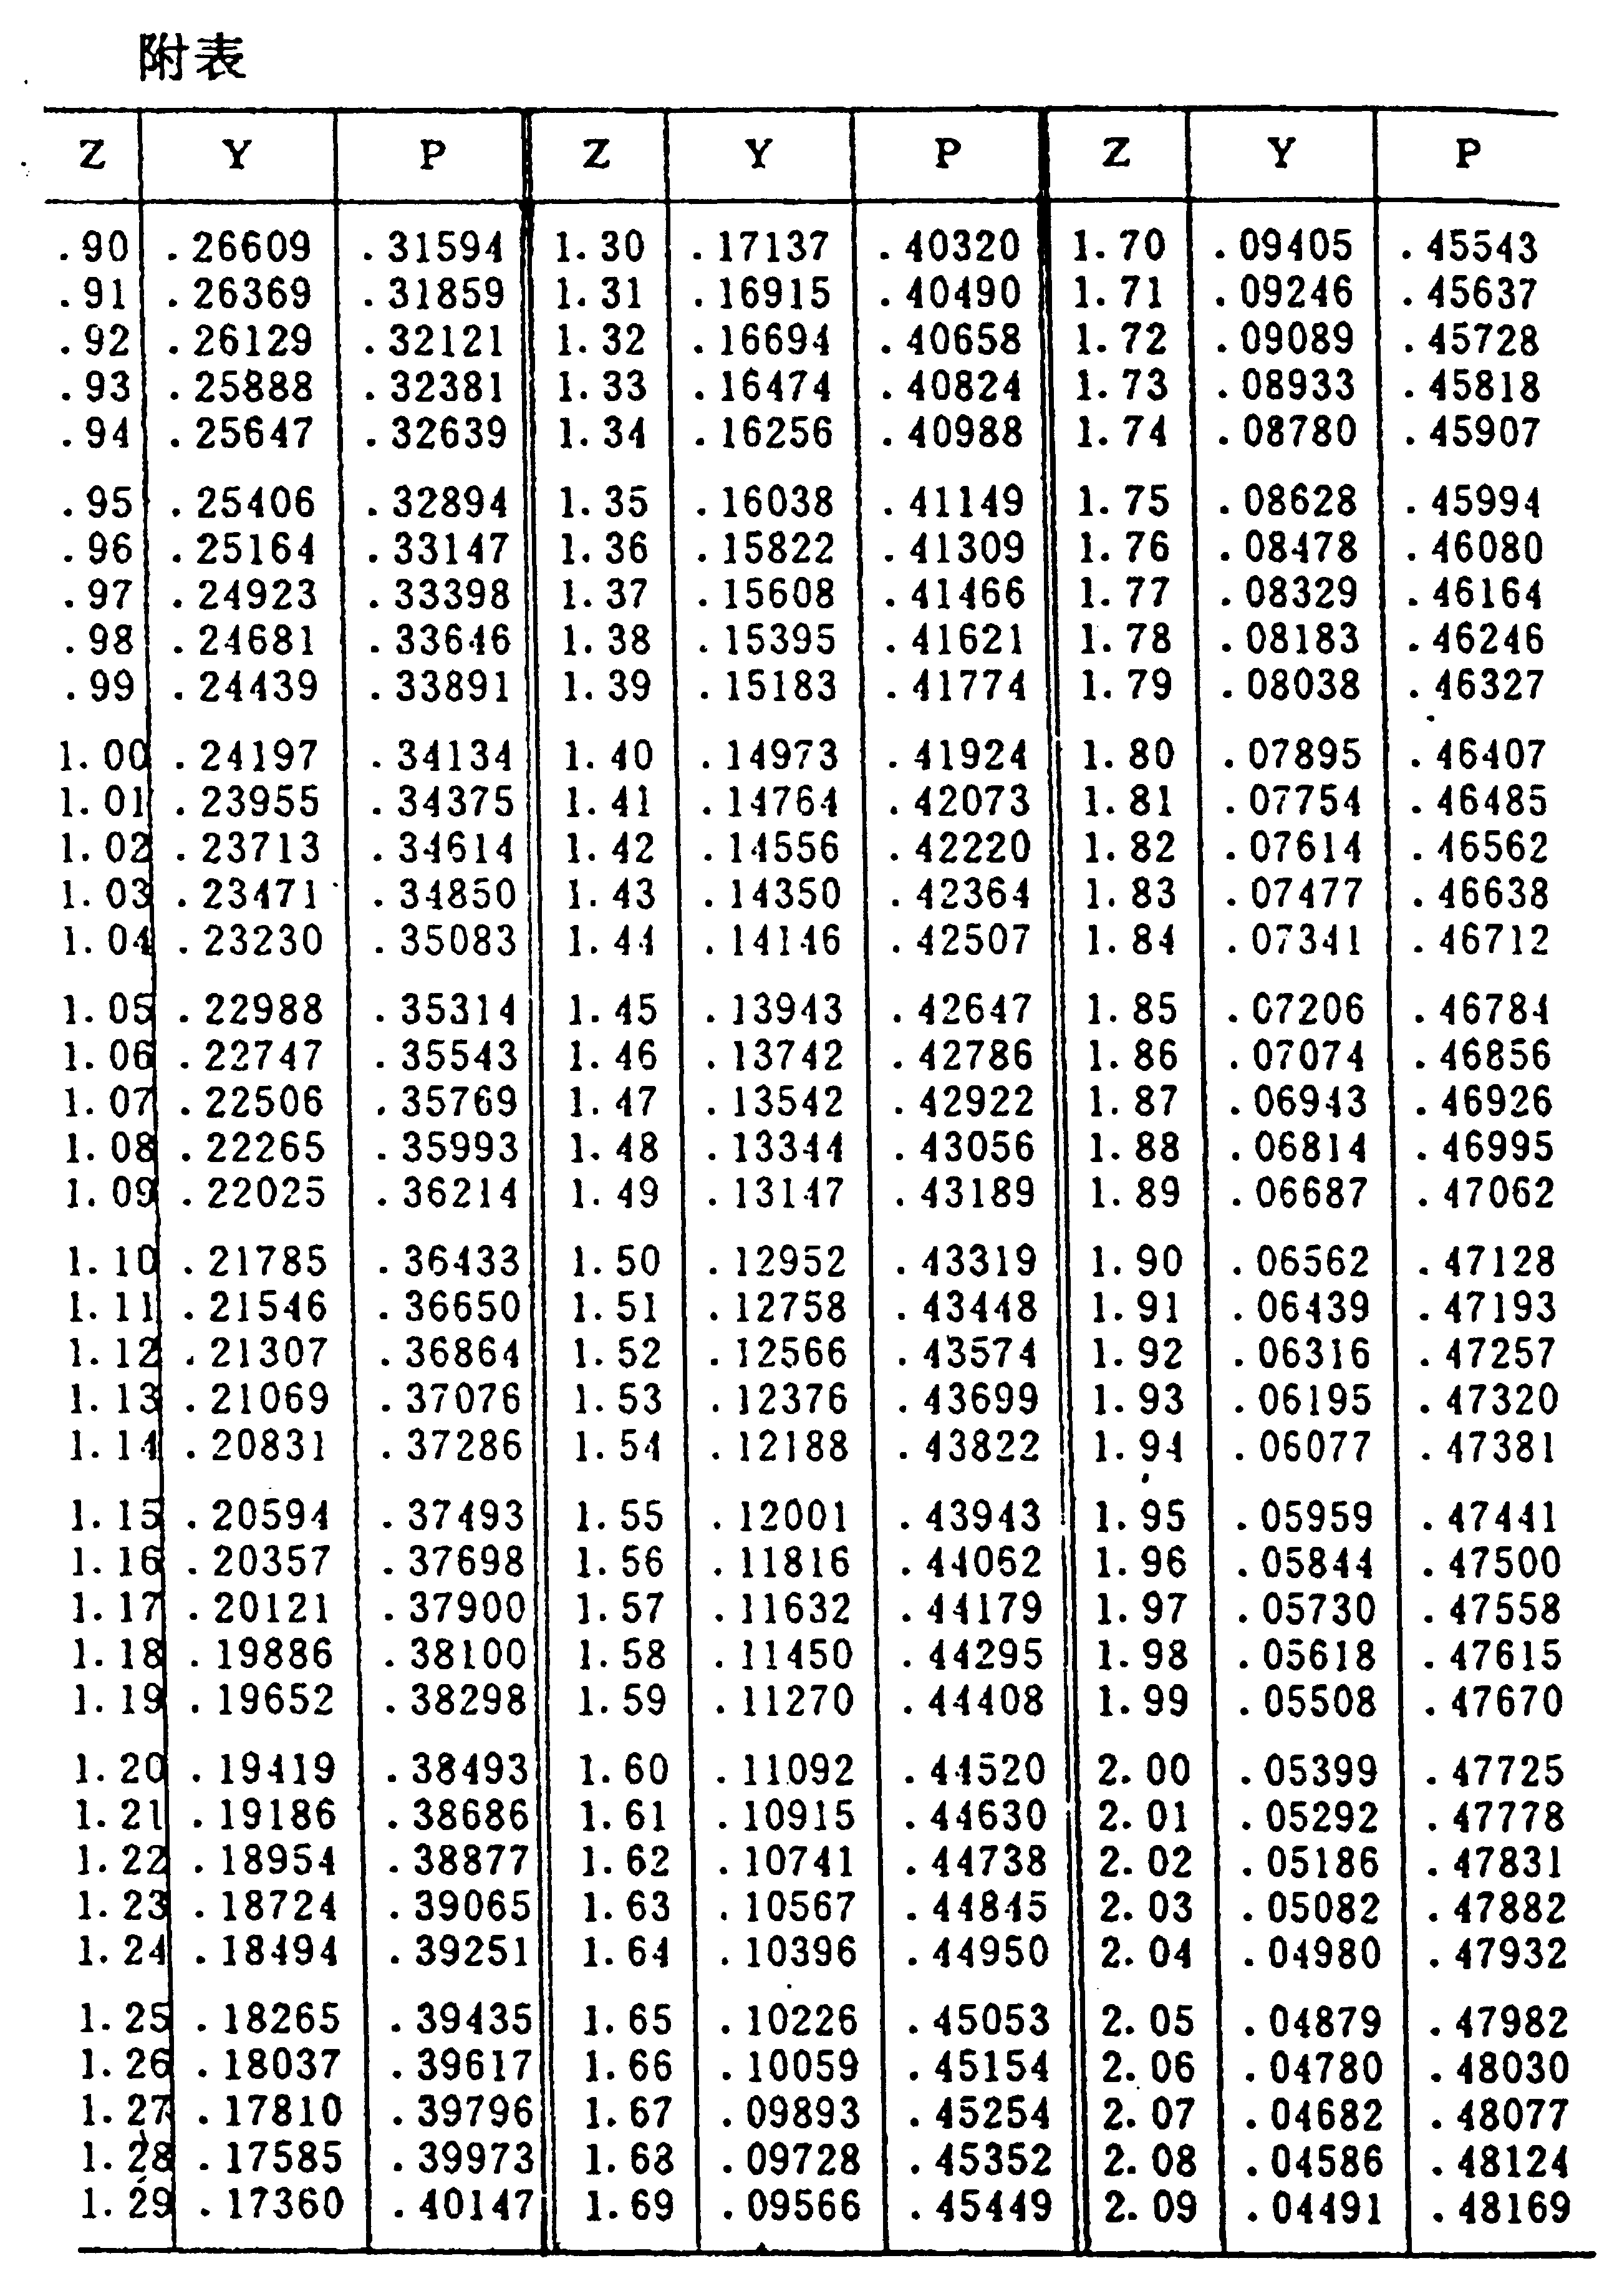 附表
Z Y P Z Y P Z Y P
.90 .26609 .31594 1.30 .17137 .40320 1.70 .09405 .45543
.91 .26369 .31859 1.31 .16915 .40490 1.71 .09246 .45637
.92 .26129 .32121 1.32 .16694 .40658 1.72 .09089 .45728
.93 .25888 .32381 1.33 .16474 .40824 1.73 .08933 .45818
.94 .25647 .32639 1.34 .16256 .40988 1.74 .08780 .45907
.95 .25406 .32894 1.35 .16038 .41149 1.75 .08628 .45994
.96 .25164 .33147 1.36 .15822 .41309 1.76 .08478 .46080
.97 .24923 .33398 1.37 .15608 .41466 1.77 .08329 .46164
.98 .24681 .33646 1.38 .15395 .41621 1.78 .08183 .46246
.99 .24439 .33891 1.39 .15183 .41774 1.79 .08038 .46327
1.00 .24197 .34134 1.40 .14973 .41924 1.80 .07895 .46407
1.01 .23955 .34375 1.41 .14764 .42073 1.81 .07754 .46485
1.02 .23713 .34614 1.42 .14556 .42220 1.82 .07614 .46562
1.03 .23471 .34850 1.43 .14350 .42364 1.83 .07477 .46638
1.04 .23230 .35083 1.44 .14146 .42507 1.84 .07341 .46712
1.05 .22988 .35314 1.45 .13943 .42647 1.85 .07206 .46784
1.06 .22747 .35543 1.46 .13742 .42786 1.86 .07074 .46856
1.07 .22506 .35769 1.47 .13542 .42922 1.87 .06943 .46926
1.08 .22265 .35993 1.48 .13344 .43056 1.88 .06814 .46995
1.09 .22025 .36214 1.49 .13147 .43189 1.89 .06687 .47062
1.10 .21785 .36433 1.50 .12952 .43319 1.90 .06562 .47128
1.11 .21546 .36650 1.51 .12758 .43448 1.91 .06439 .47193
1.12 .21307 .36864 1.52 .12566 .43574 1.92 .06316 .47257
1.13 .21069 .37076 1.53 .12376 .43699 1.93 .06195 .47320
1.14 .20831 .37286 1.54 .12188 .43822 1.94 .06077 .47381
1.15 .20594 .37493 1.55 .12001 .43943 1.95 .05959 .47441
1.16 .20357 .37698 1.56 .11816 .44062 1.96 .05844 .47500
1.17 .20121 .37900 1.57 .11632 .44179 1.97 .05730 .47558
1.18 .19886 .38100 1.58 .11450 .44295 1.98 .05618 .47615
1.19 .19652 .38298 1.59 .11270 .44408 1.99 .05508 .47670
1.20 .19419 .38493 1.60 .11092 .44520 2.00 .05399 .47725
1.21 .19186 .38686 1.61 .10915 .44630 2.01 .05292 .47778
1.22 .18954 .38877 1.62 .10741 .44738 2.02 .05186 .47831
1.23 .18724 .39065 1.63 .10567 .44845 2.03 .05082 .47882
1.24 .18494 .39251 1.64 .10396 .44950 2.04 .04980 .47932
1.25 .18265 .39435 1.65 .10226 .45053 2.05 .04879 .47982
1.26 .18037 .39617 1.66 .10059 .45154 2.06 .04780 .48030
1.27 .17810 .39796 1.67 .09893 .45254 2.07 .04682 .48077
1.28 .17585 .39973 1.68 .09728 .45352 2.08 .04586 .48124
1.29 .17360 .40147 1.69 .09566 .45449 2.09 .04491 .48169